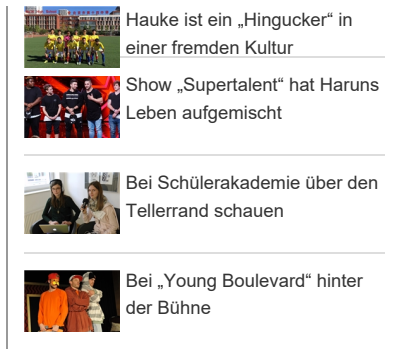 Hauke ist ein „Hingucker“ in
einer fremden Kultur
Show „Supertalent“ hat Haruns
Leben aufgemischt
Bei Schülerakademie über den
Tellerrand schauen
Bei „Young Boulevard“ hinter
der Bühne